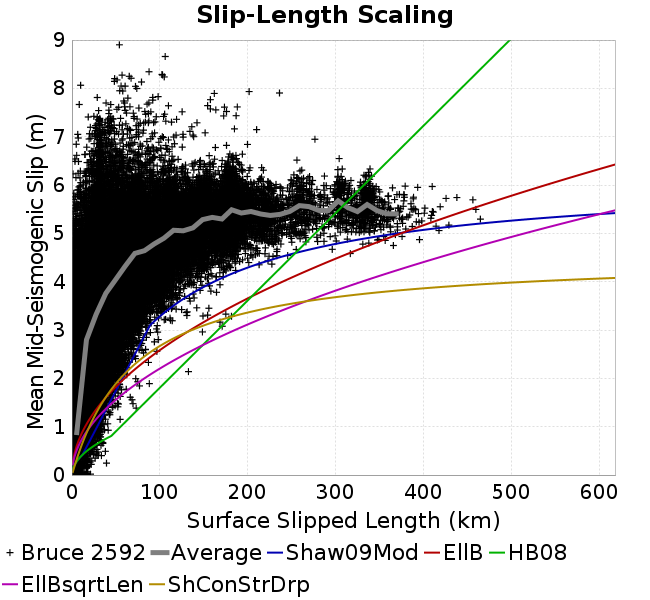 Slip-Length Scaling
Mean Mid-Seismogenic Slip (m)
9
8
7
6
5
4
3
2
1
0
0 100 200 300 400 500 600
Surface Slipped Length (km)
Bruce 2592 Average Shaw09Mod EllB HB08
EllBsqrtLen ShConStrDrp